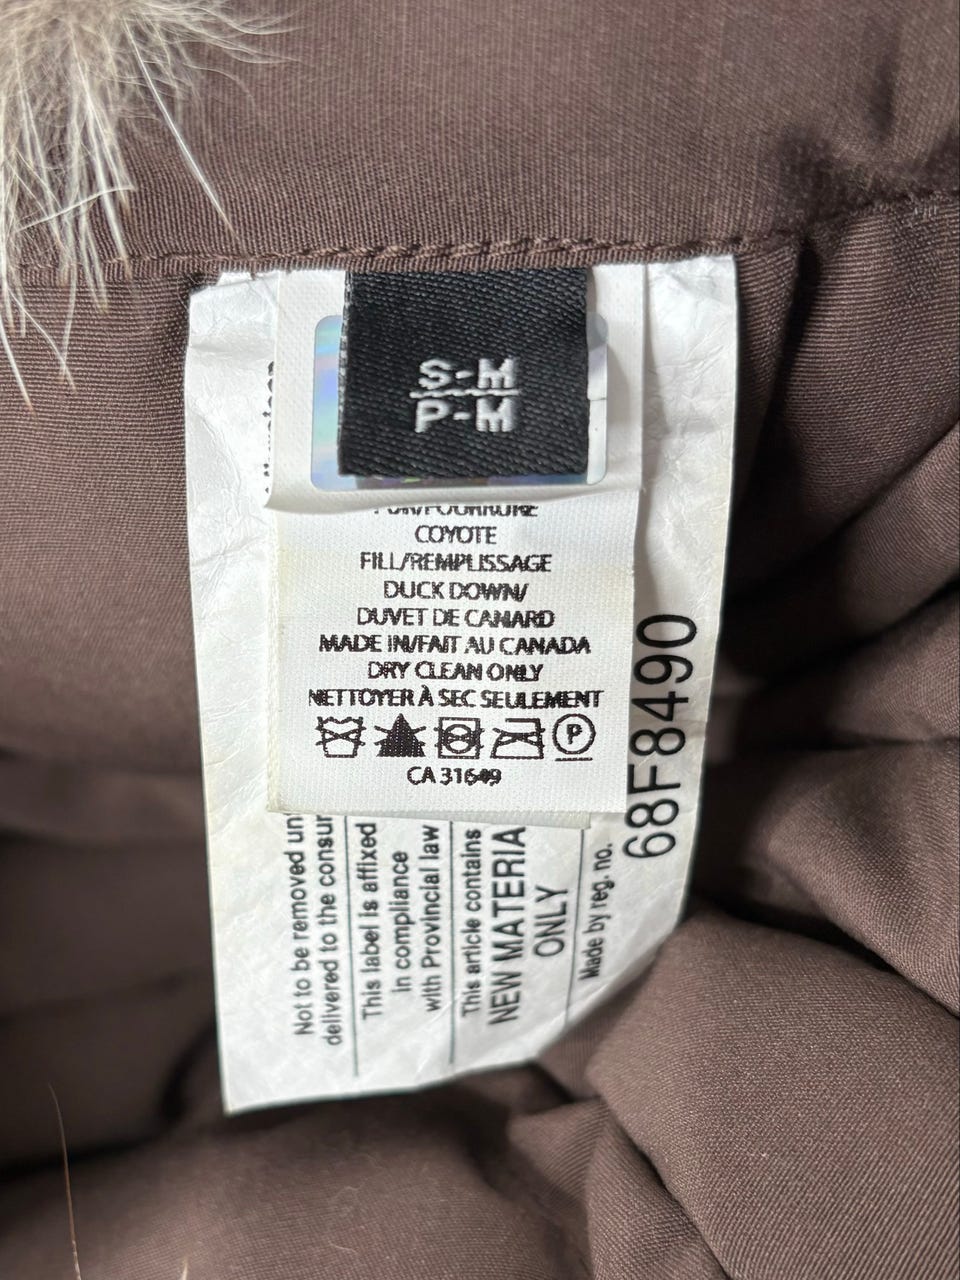 S-M
P-M
FUR/FOURRURE
COYOTE
FILL/REMPLISSAGE
DUCK DOWN/
DUVET DE CANARD
MADE IN/FAIT AU CANADA
DRY CLEAN ONLY
NETTOYER À SEC SEULEMENT
P
CA 31649
Not to be removed un
delivered to the consu
This label is affixed
in compliance
with Provincial law
This article contains
NEW MATERIA
ONLY
Made by reg. no.
68F8490